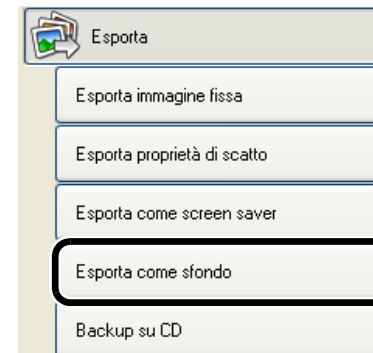 Esporta
Esporta immagine fissa
Esporta proprietà di scatto
Esporta come screen saver
Esporta come sfondo
Backup su CD